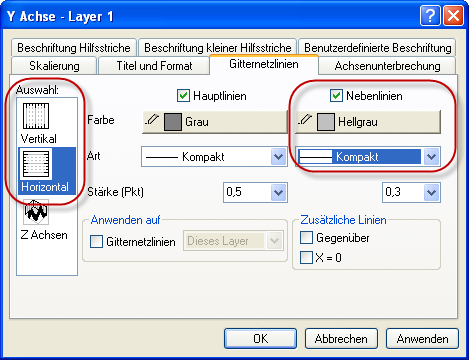 Y Achse - Layer 1
Beschriftung Hilfsstriche Beschriftung kleiner Hilfsstriche Benutzerdefinierte Beschriftung
Skalierung Titel und Format Gitternetzlinien Achsenunterbrechung
Auswahl:
Vertikal
Horizontal
Z Achsen
Hauptlinien Nebenlinien
Farbe Grau Hellgrau
Art Kompakt Kompakt
Stärke (Pkt) 0,5 0,3
Anwenden auf
Gitternetzlinien Dieses Layer
Zusätzliche Linien
Gegenüber
X = 0
OK Abbrechen Anwenden